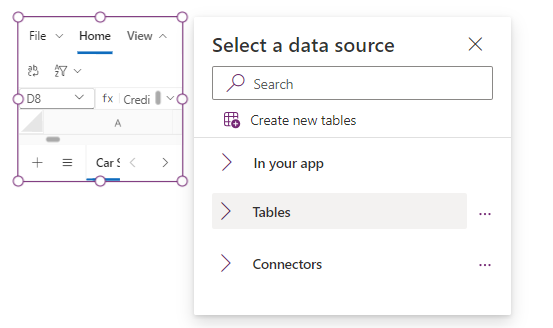 File Home View
D8 fx Credi
A
Car S
Select a data source
Search
Create new tables
In your app
Tables
Connectors